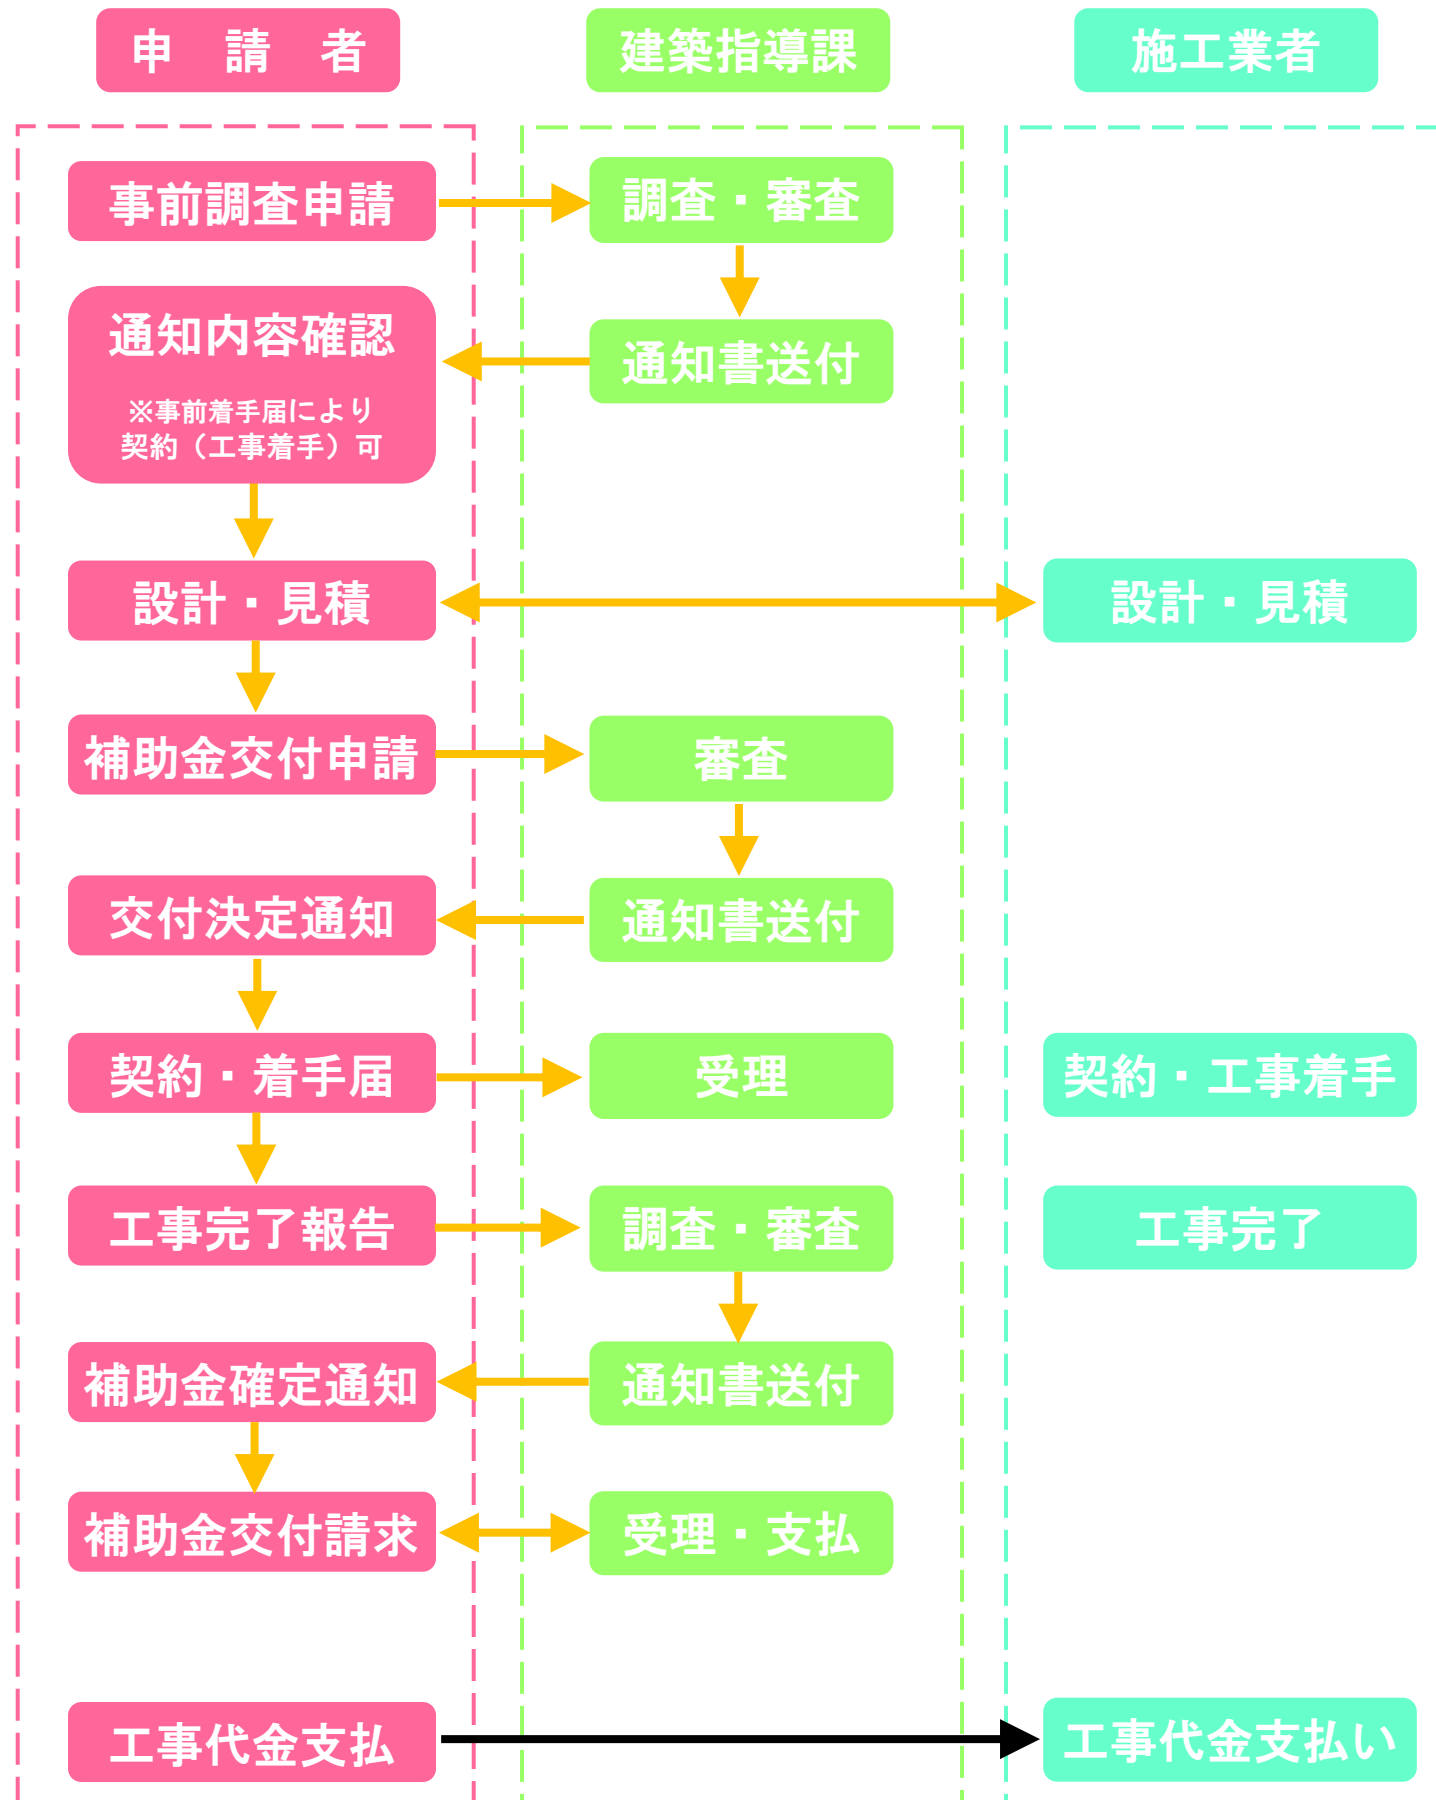 申　請　者
建築指導課
施工業者
事前調査申請
調査・審査
通知内容確認
※事前着手届により
契約（工事着手）可
通知書送付
設計・見積
設計・見積
補助金交付申請
審査
交付決定通知
通知書送付
契約・着手届
受理
契約・工事着手
工事完了報告
調査・審査
工事完了
補助金確定通知
通知書送付
補助金交付請求
受理・支払
工事代金支払
工事代金支払い